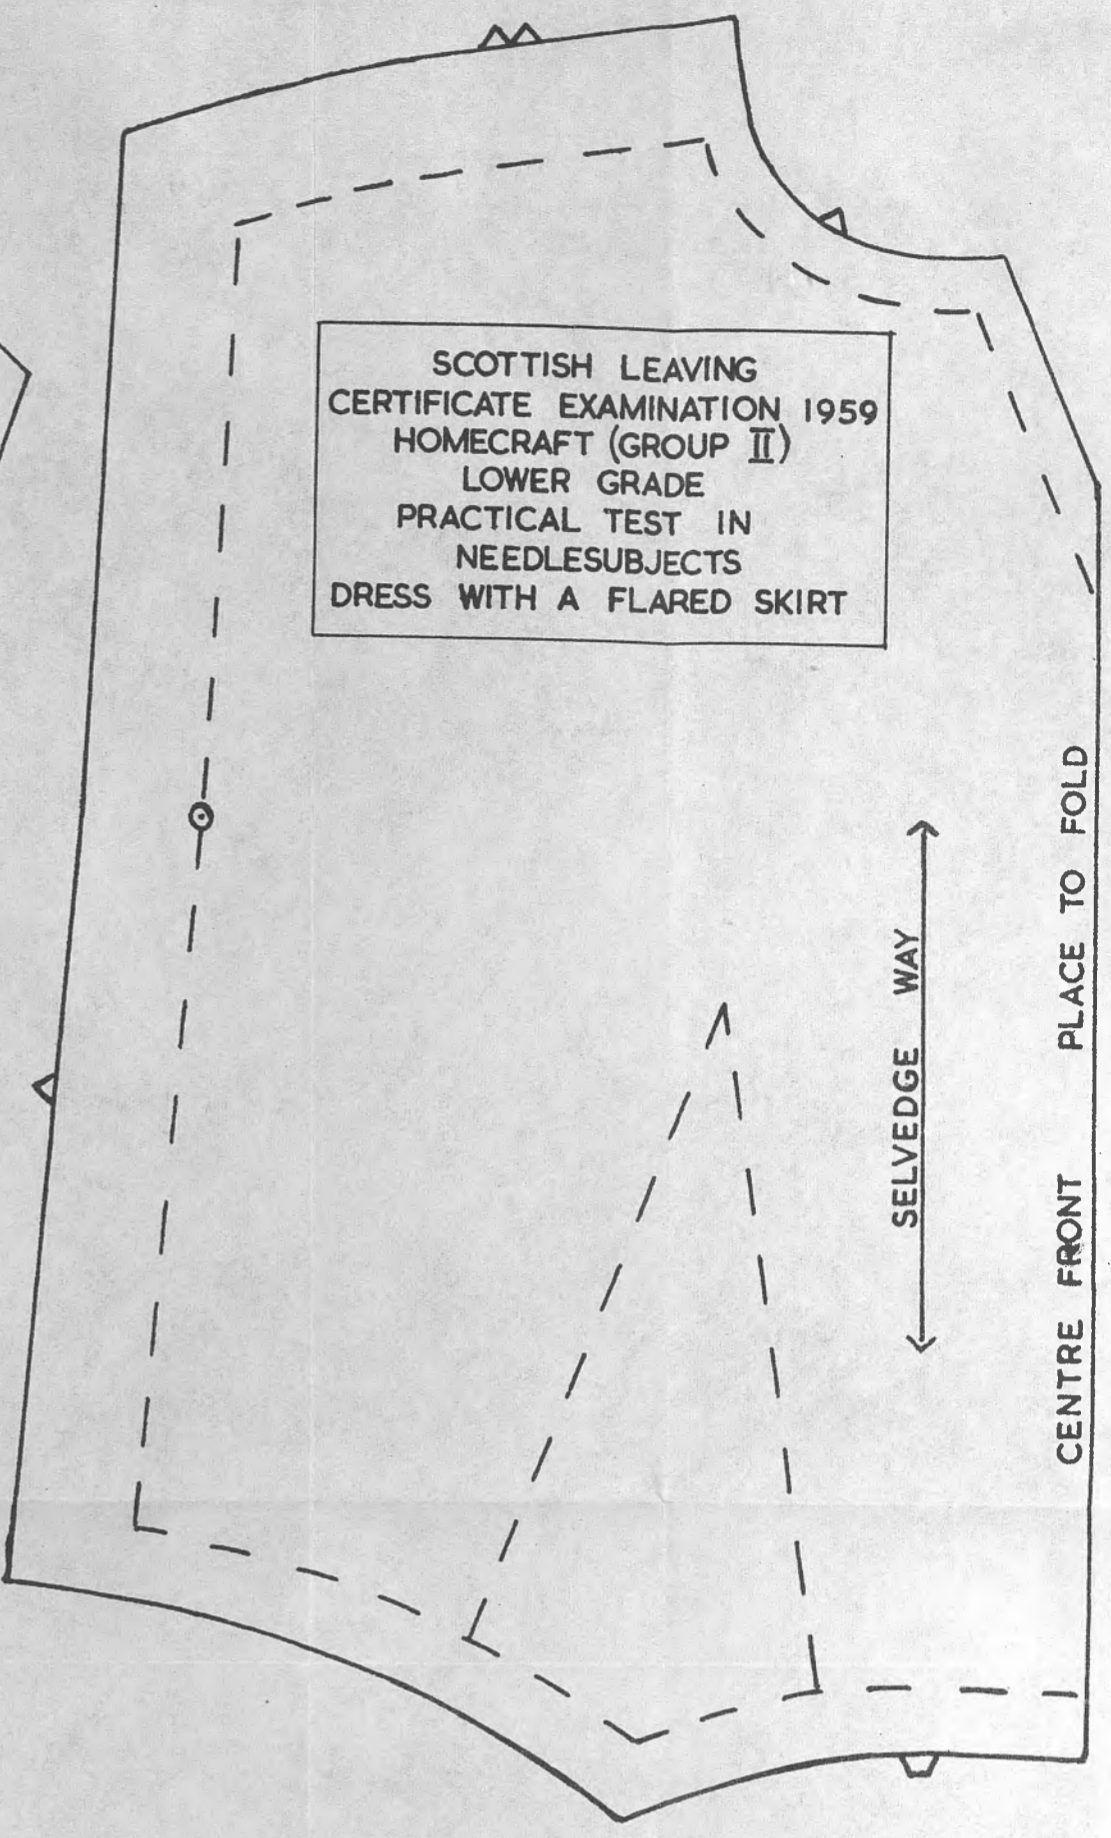 SCOTTISH LEAVING
CERTIFICATE EXAMINATION 1959
HOMECRAFT (GROUP II)
LOWER GRADE
PRACTICAL TEST IN
NEEDLESUBJECTS
DRESS WITH A FLARED SKIRT
SELVEDGE WAY
CENTRE FRONT PLACE TO FOLD